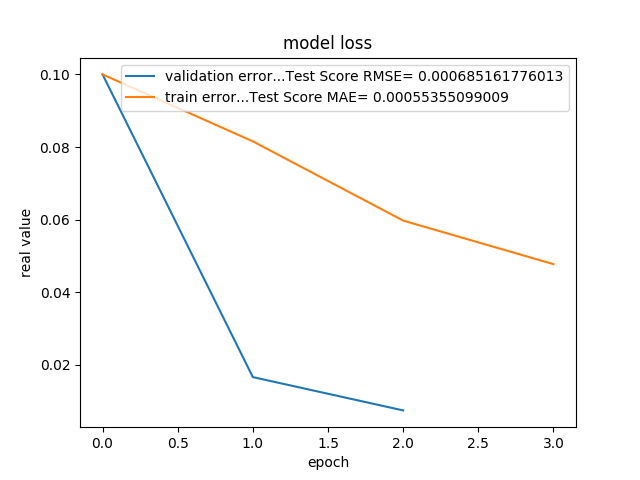 model loss
validation error...Test Score RMSE= 0.000685161776013
train error...Test Score MAE= 0.00055355099009
real value
0.10
0.08
0.06
0.04
0.02
0.0 0.5 1.0 1.5 2.0 2.5 3.0
epoch